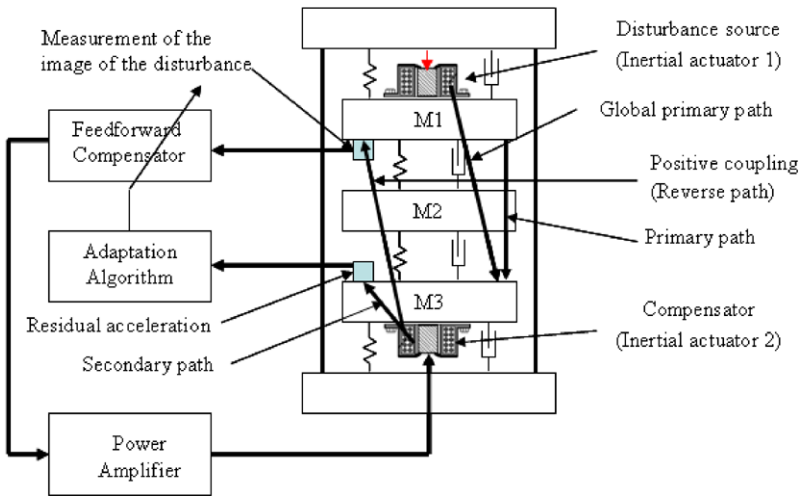 Measurement of the
image of the disturbance
Feedforward
Compensator
Adaptation
Algorithm
Residual acceleration
Secondary path
Power
Amplifier
M1
M2
M3
Disturbance source
(Inertial actuator 1)
Global primary path
Positive coupling
(Reverse path)
Primary path
Compensator
(Inertial actuator 2)